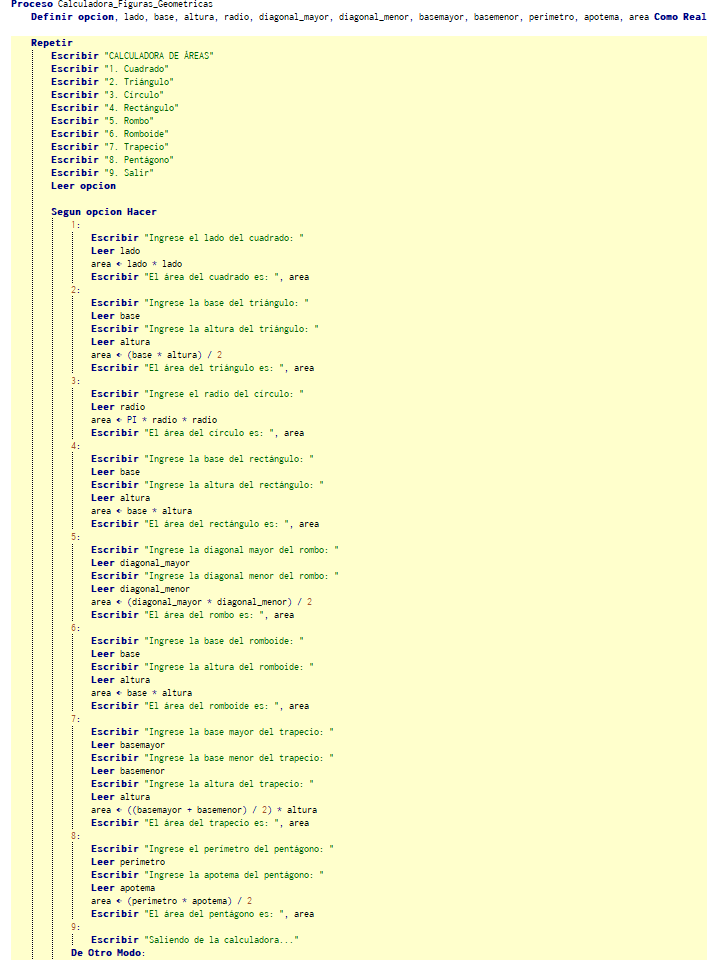 Proceso Calculadora_Figuras_Geometricas
Definir opcion, lado, base, altura, radio, diagonal_mayor, diagonal_menor, basemayor, basemenor, perimetro, apotema, area Como Real
Repetir
Escribir "CALCULADORA DE ÁREAS"
Escribir "1. Cuadrado"
Escribir "2. Triángulo"
Escribir "3. Círculo"
Escribir "4. Rectángulo"
Escribir "5. Rombo"
Escribir "6. Romboide"
Escribir "7. Trapecio"
Escribir "8. Pentágono"
Escribir "9. Salir"
Leer opcion
Segun opcion Hacer
1:
Escribir "Ingrese el lado del cuadrado: "
Leer lado
area ← lado * lado
Escribir "El área del cuadrado es: ", area
2:
Escribir "Ingrese la base del triángulo: "
Leer base
Escribir "Ingrese la altura del triángulo: "
Leer altura
area ← (base * altura) / 2
Escribir "El área del triángulo es: ", area
3:
Escribir "Ingrese el radio del círculo: "
Leer radio
area ← PI * radio * radio
Escribir "El área del círculo es: ", area
4:
Escribir "Ingrese la base del rectángulo: "
Leer base
Escribir "Ingrese la altura del rectángulo: "
Leer altura
area ← base * altura
Escribir "El área del rectángulo es: ", area
5:
Escribir "Ingrese la diagonal mayor del rombo: "
Leer diagonal_mayor
Escribir "Ingrese la diagonal menor del rombo: "
Leer diagonal_menor
area ← (diagonal_mayor * diagonal_menor) / 2
Escribir "El área del rombo es: ", area
6:
Escribir "Ingrese la base del romboide: "
Leer base
Escribir "Ingrese la altura del romboide: "
Leer altura
area ← base * altura
Escribir "El área del romboide es: ", area
7:
Escribir "Ingrese la base mayor del trapecio: "
Leer basemayor
Escribir "Ingrese la base menor del trapecio: "
Leer basemenor
Escribir "Ingrese la altura del trapecio: "
Leer altura
area ← ((basemayor + basemenor) / 2) * altura
Escribir "El área del trapecio es: ", area
8:
Escribir "Ingrese el perímetro del pentágono: "
Leer perimetro
Escribir "Ingrese la apotema del pentágono: "
Leer apotema
area ← (perimetro * apotema) / 2
Escribir "El área del pentágono es: ", area
9:
Escribir "Saliendo de la calculadora..."
De Otro Modo: